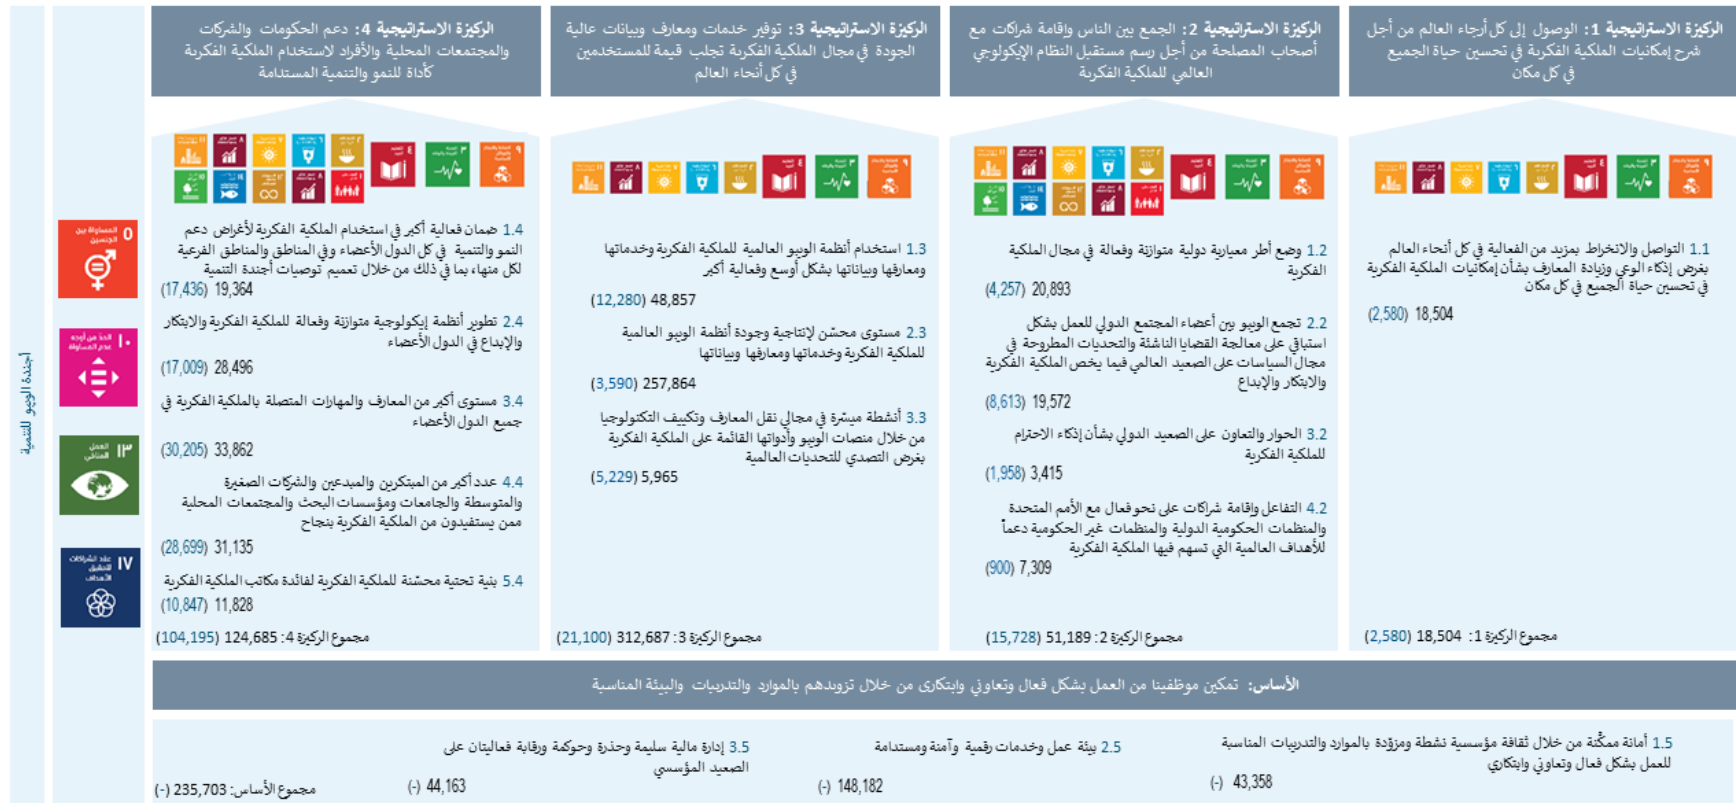 الركيزة الاستراتيجية 1: الوصول إلى كل أرجاء العالم من أجل
شرح إمكانيات الملكية الفكرية في تحسين حياة الجميع
في كل مكان
1.1 التواصل والانخراط بمزيد من الفعالية في كل أنحاء العالم
بغرض إذكاء الوعي وزيادة المعارف بشأن إمكانيات الملكية الفكرية
في تحسين حياة الجميع في كل مكان
18,504 (2,580)
مجموع الركيزة 1: 18,504 (2,580)
الركيزة الاستراتيجية 2: الجمع بين الناس وإقامة شراكات مع
أصحاب المصلحة من أجل رسم مستقبل النظام الإيكولوجي
العالمي للملكية الفكرية
1.2 وضع أطر معيارية دولية متوازنة وفعالة في مجال الملكية
الفكرية
20,893 (4,257)
2.2 تجمع الويبو بين أعضاء المجتمع الدولي للعمل بشكل
استباقي على معالجة القضايا الناشئة والتحديات المطروحة في
مجال السياسات على الصعيد العالمي فيما يخص الملكية الفكرية
والابتكار والإبداع
19,572 (8,613)
3.2 الحوار والتعاون على الصعيد الدولي بشأن إذكاء الاحترام
للملكية الفكرية
3,415 (1,958)
4.2 التفاعل وإقامة شراكات على نحو فعال مع الأمم المتحدة
والمنظمات الحكومية الدولية والمنظمات غير الحكومية دعماً
للأهداف العالمية التي تسهم فيها الملكية الفكرية
7,309 (900)
مجموع الركيزة 2: 51,189 (15,728)
الركيزة الاستراتيجية 3: توفير خدمات ومعارف وبيانات عالية
الجودة في مجال الملكية الفكرية تجلب قيمة للمستخدمين
في كل أنحاء العالم
1.3 استخدام أنظمة الويبو العالمية للملكية الفكرية وخدماتها
ومعارفها وبياناتها بشكل أوسع وفعالية أكبر
48,857 (12,280)
2.3 مستوى محسّن لإنتاجية وجودة أنظمة الويبو العالمية
للملكية الفكرية وخدماتها ومعارفها وبياناتها
257,864 (3,590)
3.3 أنشطة ميسّرة في مجالي نقل المعارف وتكييف التكنولوجيا
من خلال منصات الويبو وأدواتها القائمة على الملكية الفكرية
بغرض التصدي للتحديات العالمية
5,965 (5,229)
مجموع الركيزة 3: 312,687 (21,100)
الركيزة الاستراتيجية 4: دعم الحكومات والشركات
والمجتمعات المحلية والأفراد لاستخدام الملكية الفكرية
كأداة للنمو والتنمية المستدامة
1.4 ضمان فعالية أكبر في استخدام الملكية الفكرية لأغراض دعم
النمو والتنمية في كل الدول الأعضاء وفي المناطق والمناطق الفرعية
لكل منها، بما في ذلك من خلال تعميم توصيات أجندة التنمية
19,364 (17,436)
2.4 تطوير أنظمة إيكولوجية متوازنة وفعالة للملكية الفكرية والابتكار
والإبداع في الدول الأعضاء
28,496 (17,009)
3.4 مستوى أكبر من المعارف والمهارات المتصلة بالملكية الفكرية في
جميع الدول الأعضاء
33,862 (30,205)
4.4 عدد أكبر من المبتكرين والمبدعين والشركات الصغيرة
والمتوسطة والجامعات ومؤسسات البحث والمجتمعات المحلية
ممن يستفيدون من الملكية الفكرية بنجاح
31,135 (28,699)
5.4 بنية تحتية محسّنة للملكية الفكرية لفائدة مكاتب الملكية الفكرية
11,828 (10,847)
مجموع الركيزة 4: 124,685 (104,195)
٥ المساواة بين
الجنسين
١٠ الحدّ من أوجه
عدم المساواة
١٣ العمل
المناخي
١٧ عقد الشراكات
لتحقيق
الأهداف
أجندة الويبو للتنمية
الأساس: تمكين موظفينا من العمل بشكل فعال وتعاوني وابتكارى من خلال تزويدهم بالموارد والتدريبات والبيئة المناسبة
1.5 أمانة ممكَّنة من خلال ثقافة مؤسسية نشطة ومزوّدة بالموارد والتدريبات المناسبة
للعمل بشكل فعال وتعاوني وابتكاري
43,358 (-)
2.5 بيئة عمل وخدمات رقمية وآمنة ومستدامة
148,182 (-)
3.5 إدارة مالية سليمة وحذرة وحوكمة ورقابة فعاليتان على
الصعيد المؤسسي
44,163 (-)
مجموع الأساس: 235,703 (-)